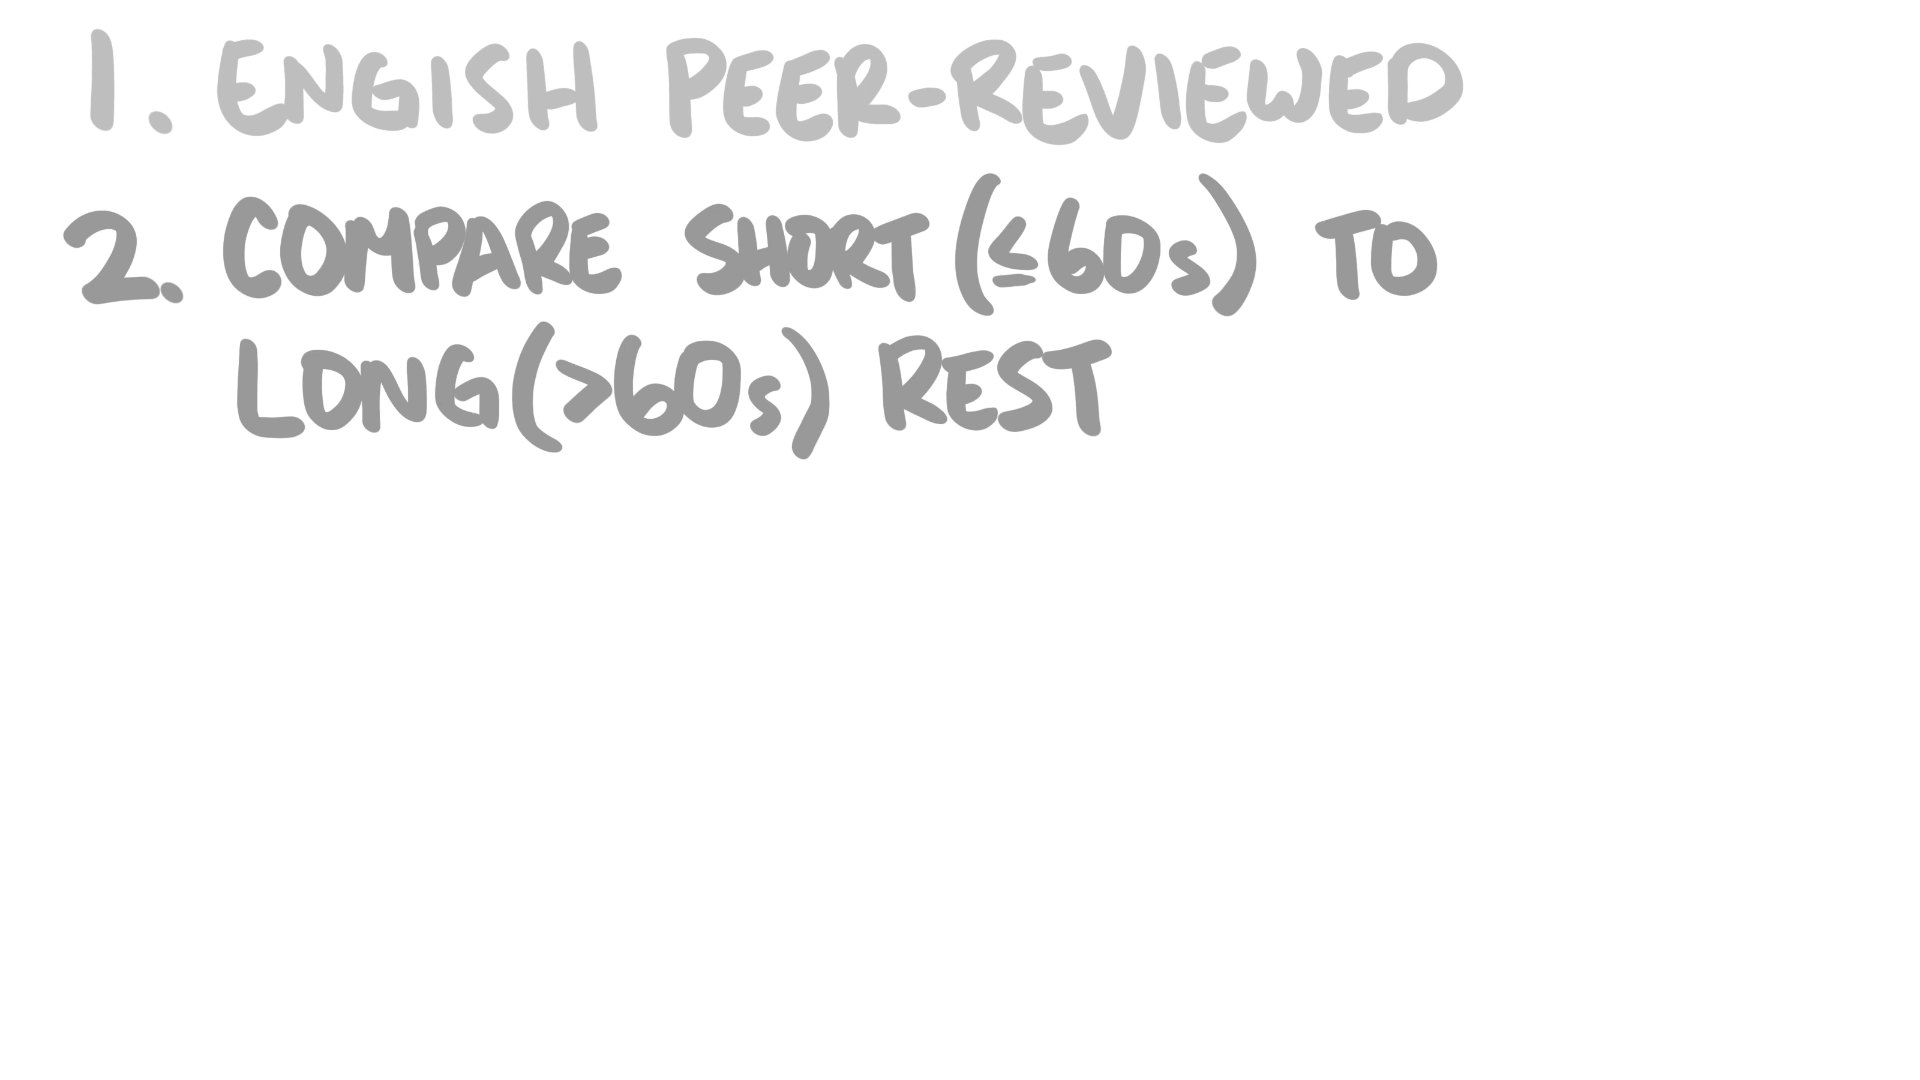 1. ENGISH PEER-REVIEWED
2. COMPARE SHORT (≤60s) TO
LONG (>60s) REST